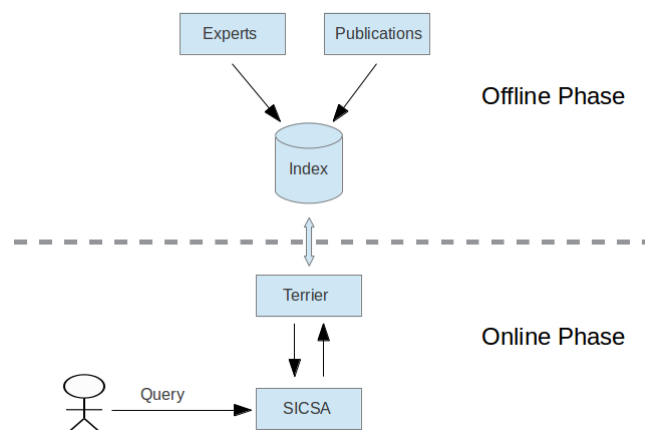 Experts
Publications
Offline Phase
Index
Terrier
Online Phase
Query
SICSA